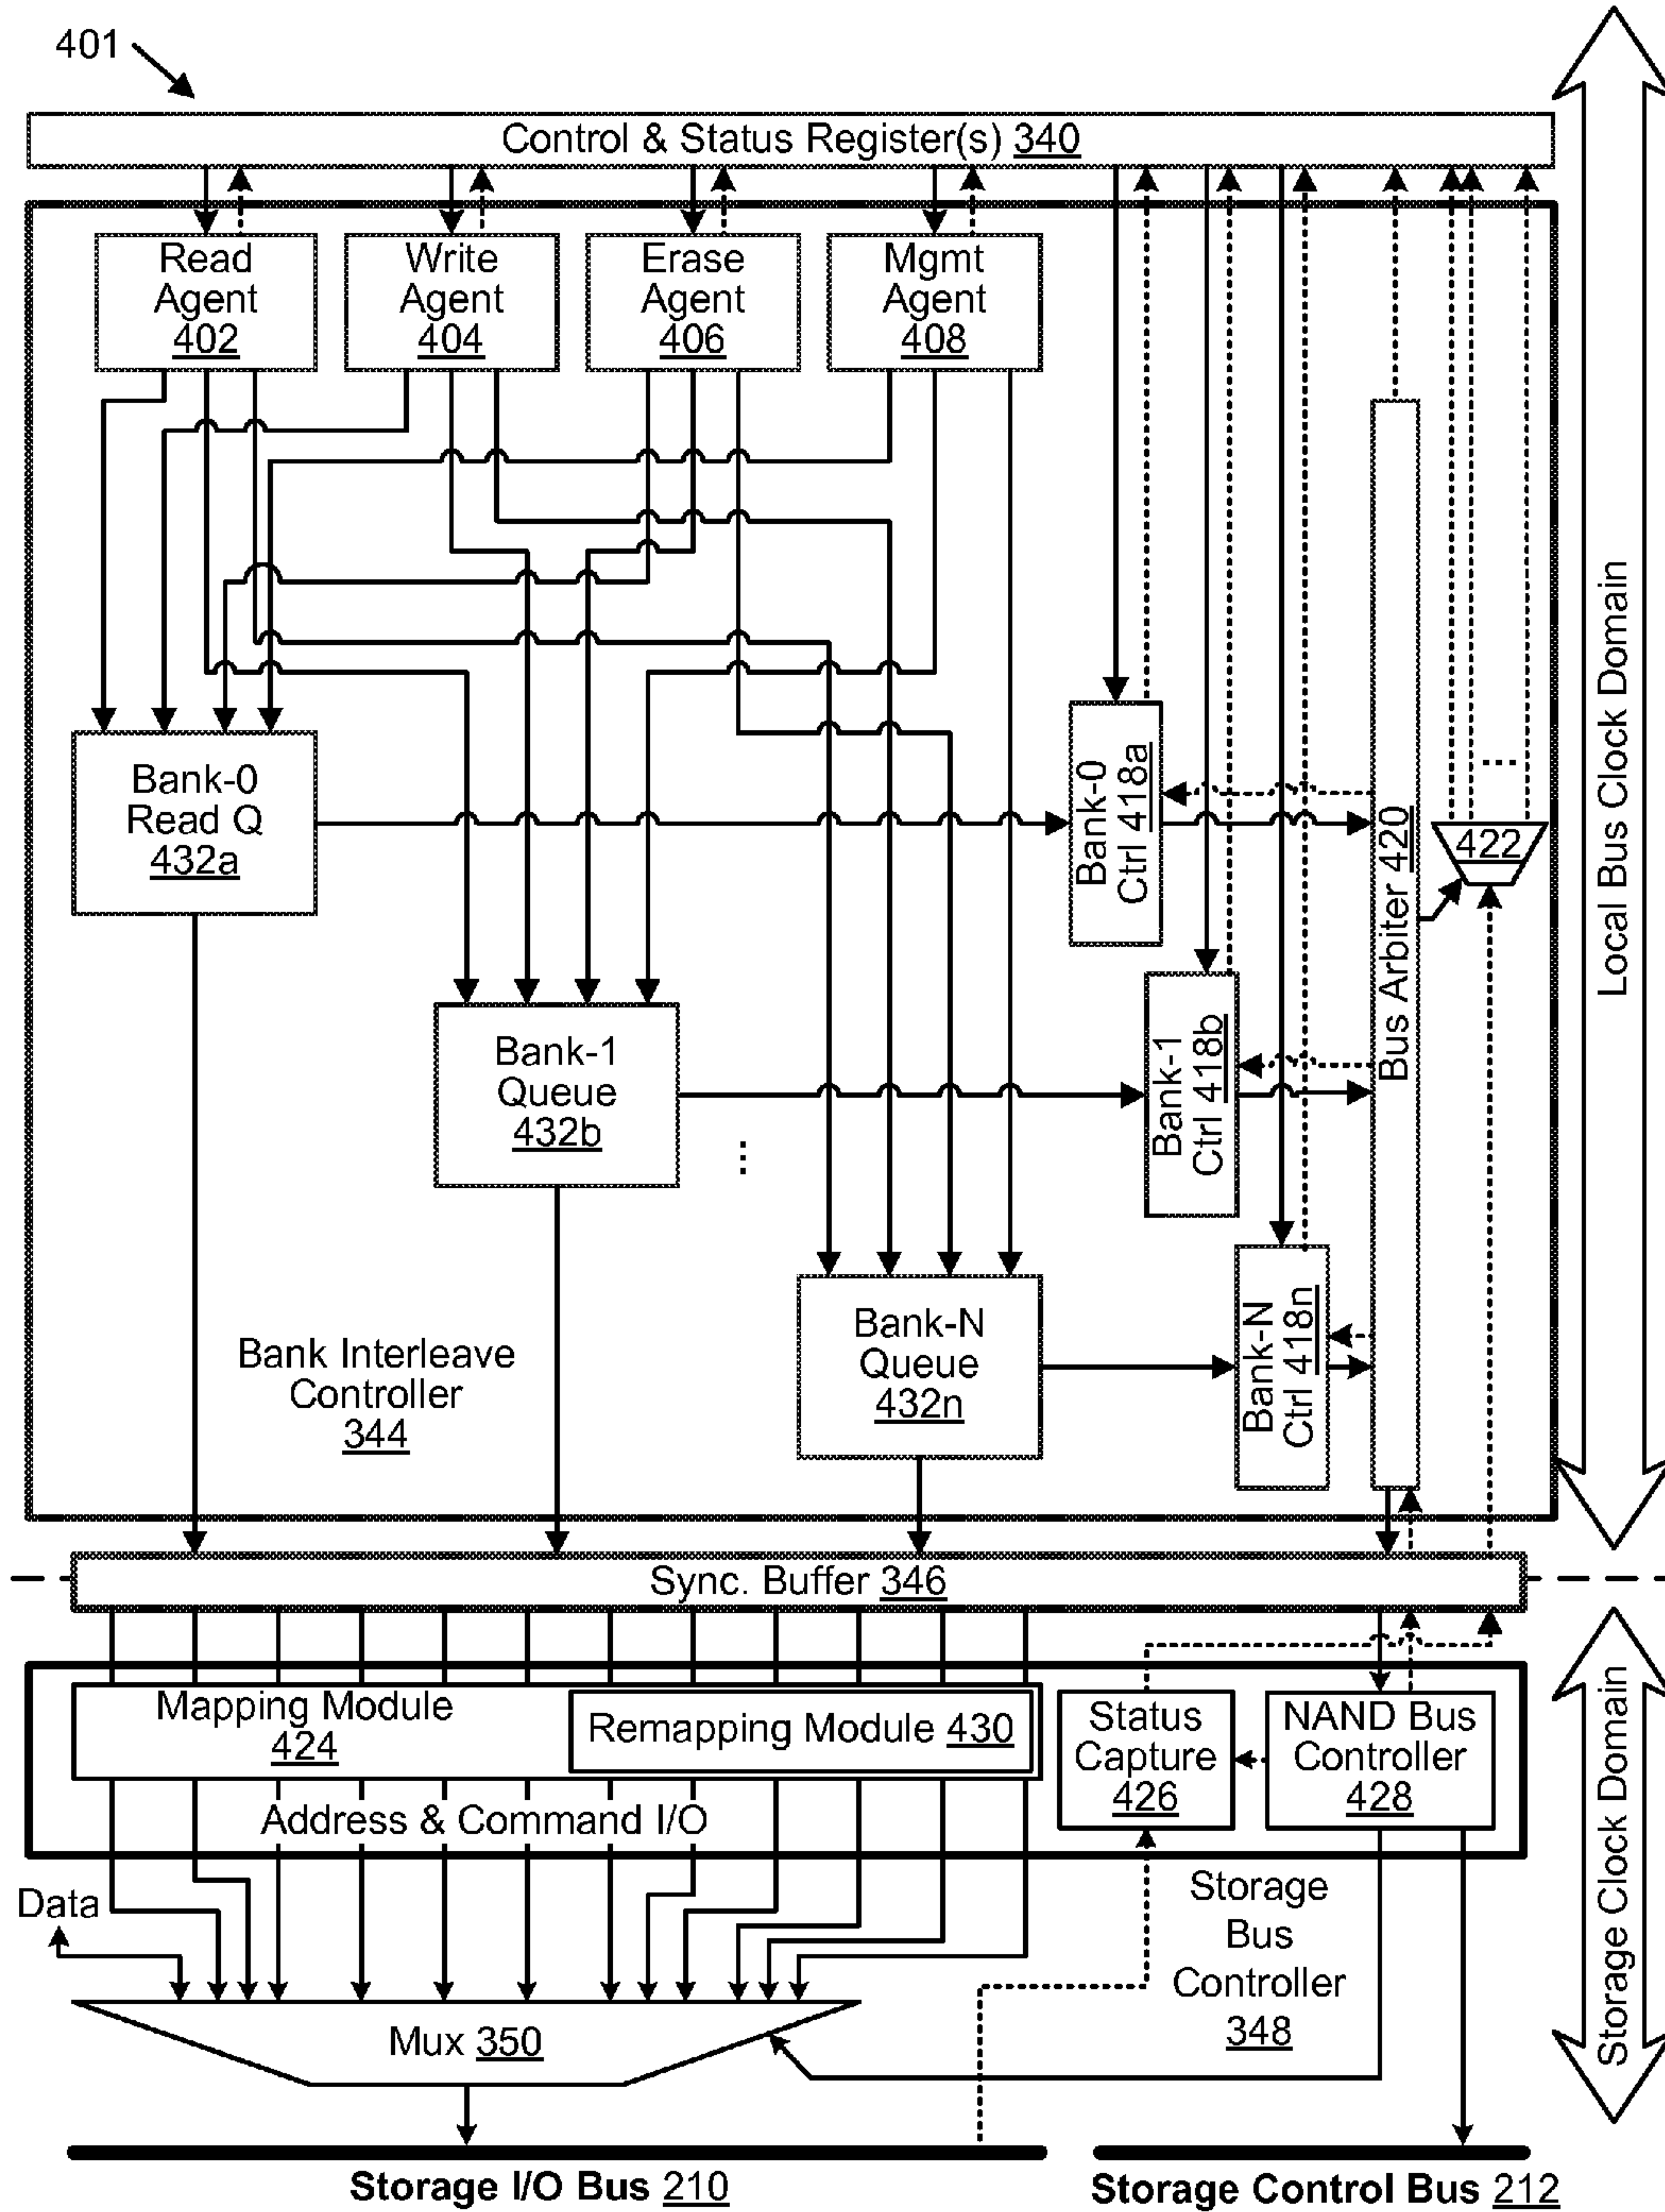 401
Control & Status Register(s) 340
Read
Agent
402
Write
Agent
404
Erase
Agent
406
Mgmt
Agent
408
Bank-0
Read Q
432a
Bank-0
Ctrl 418a
Bus Arbiter 420
...
422
Local Bus Clock Domain
Bank-1
Queue
432b
...
Bank-1
Ctrl 418b
Bank-N
Queue
432n
Bank-N
Ctrl 418n
Bank Interleave
Controller
344
Sync. Buffer 346
Mapping Module
424
Remapping Module 430
Status
Capture
426
NAND Bus
Controller
428
Address & Command I/O
Storage Clock Domain
Data
Storage
Bus
Controller
348
Mux 350
Storage I/O Bus 210
Storage Control Bus 212